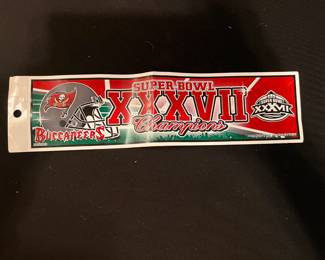 SUPER BOWL
XXXVII
Champions
BUCCANEERS
SUPER BOWL
XXXVII